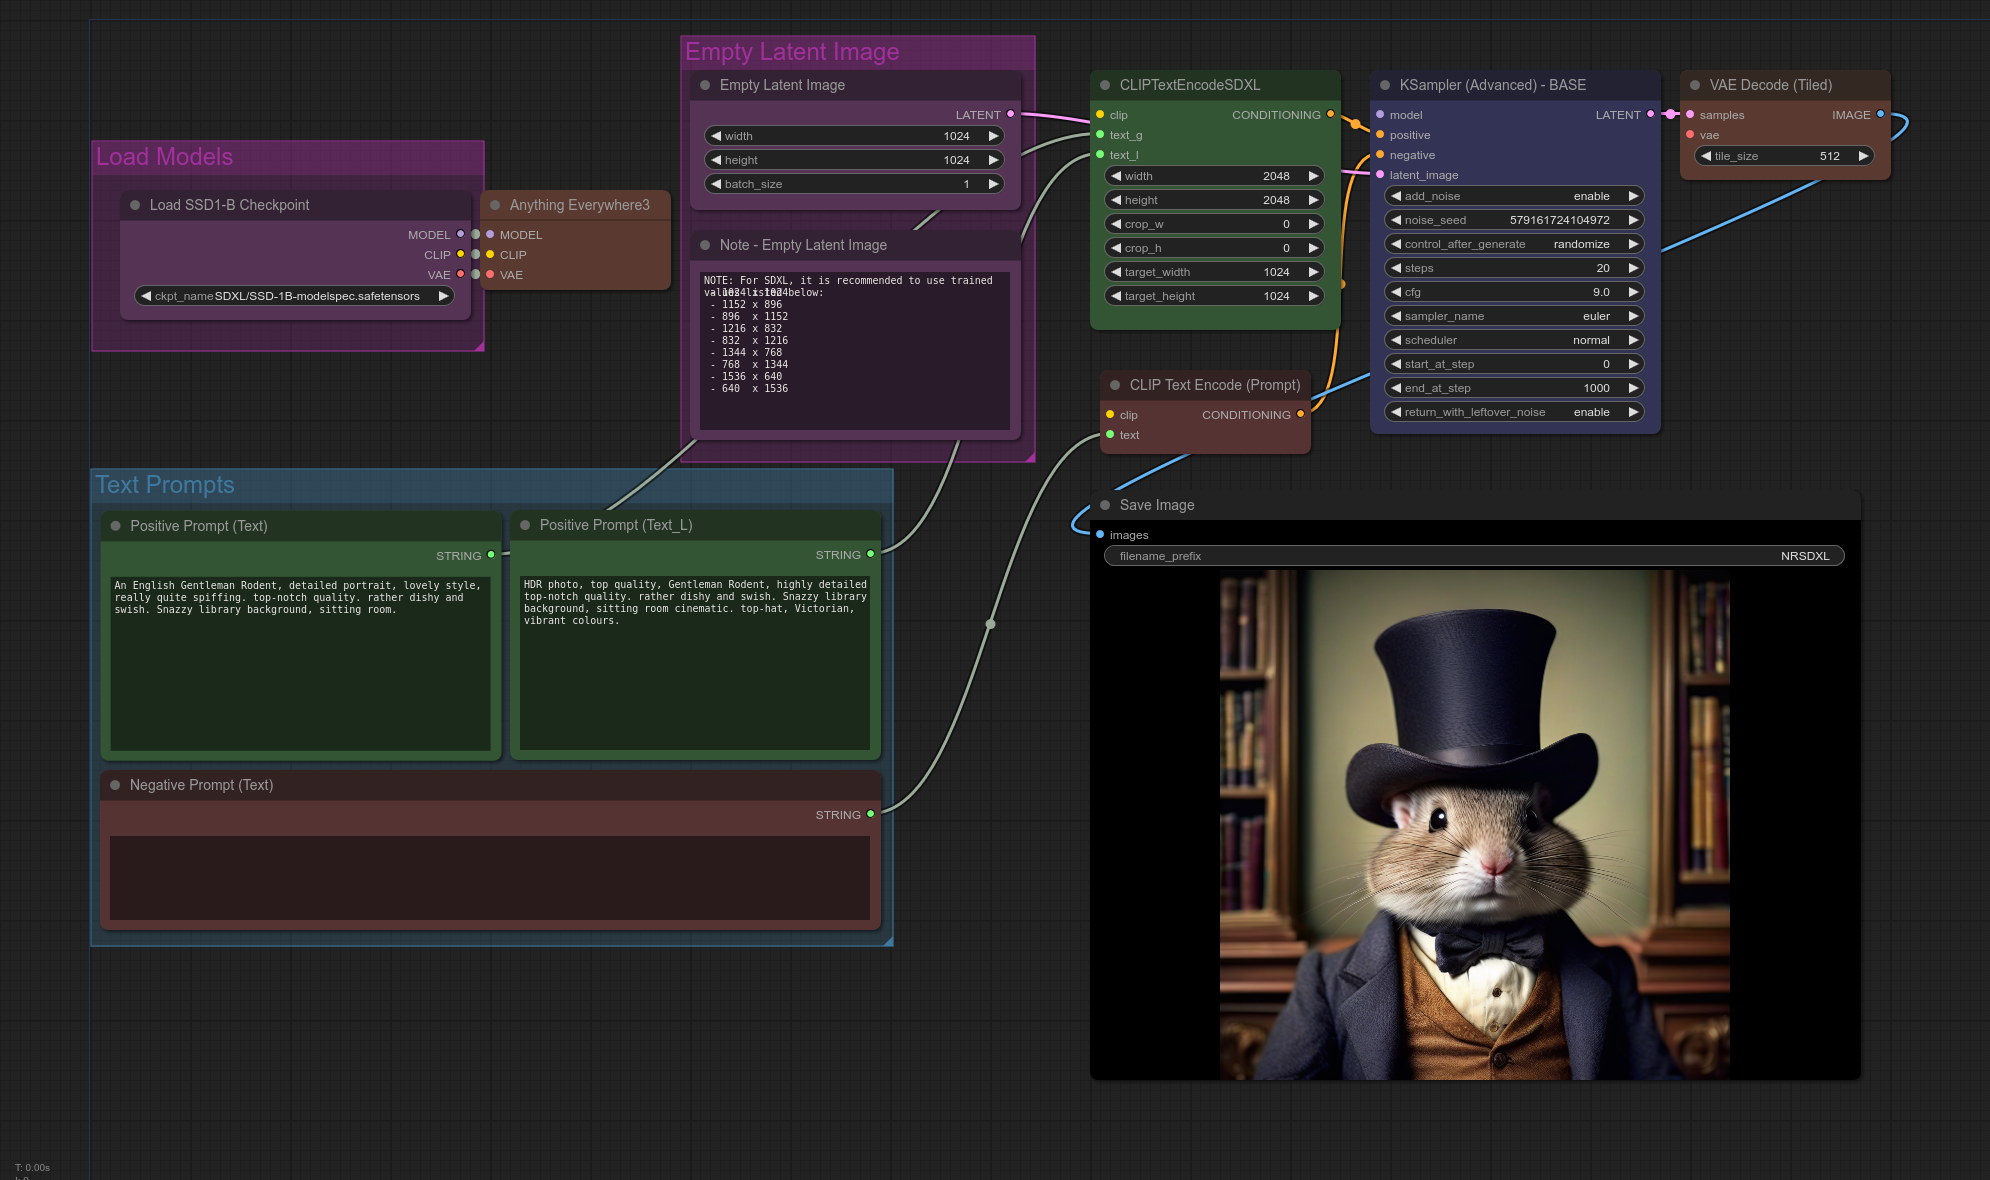 Load Models
Load SSD1-B Checkpoint
MODEL
CLIP
VAE
ckpt_name SDXL/SSD-1B-modelspec.safetensors
Anything Everywhere3
MODEL
CLIP
VAE
Empty Latent Image
Empty Latent Image
LATENT
width 1024
height 1024
batch_size 1
Note - Empty Latent Image
NOTE: For SDXL, it is recommended to use trained
values listed below:
- 1024 x 1024
- 1152 x 896
- 896  x 1152
- 1216 x 832
- 832  x 1216
- 1344 x 768
- 768  x 1344
- 1536 x 640
- 640  x 1536
CLIPTextEncodeSDXL
clip CONDITIONING
text_g
text_l
width 2048
height 2048
crop_w 0
crop_h 0
target_width 1024
target_height 1024
CLIP Text Encode (Prompt)
clip CONDITIONING
text
KSampler (Advanced) - BASE
model LATENT
positive
negative
latent_image
add_noise enable
noise_seed 579161724104972
control_after_generate randomize
steps 20
cfg 9.0
sampler_name euler
scheduler normal
start_at_step 0
end_at_step 1000
return_with_leftover_noise enable
VAE Decode (Tiled)
samples IMAGE
vae
tile_size 512
Text Prompts
Positive Prompt (Text)
STRING
An English Gentleman Rodent, detailed portrait, lovely style,
really quite spiffing. top-notch quality. rather dishy and
swish. Snazzy library background, sitting room.
Positive Prompt (Text_L)
STRING
HDR photo, top quality, Gentleman Rodent, highly detailed
top-notch quality. rather dishy and swish. Snazzy library
background, sitting room cinematic. top-hat, Victorian,
vibrant colours.
Negative Prompt (Text)
STRING
Save Image
images
filename_prefix NRSDXL
T: 0.00s